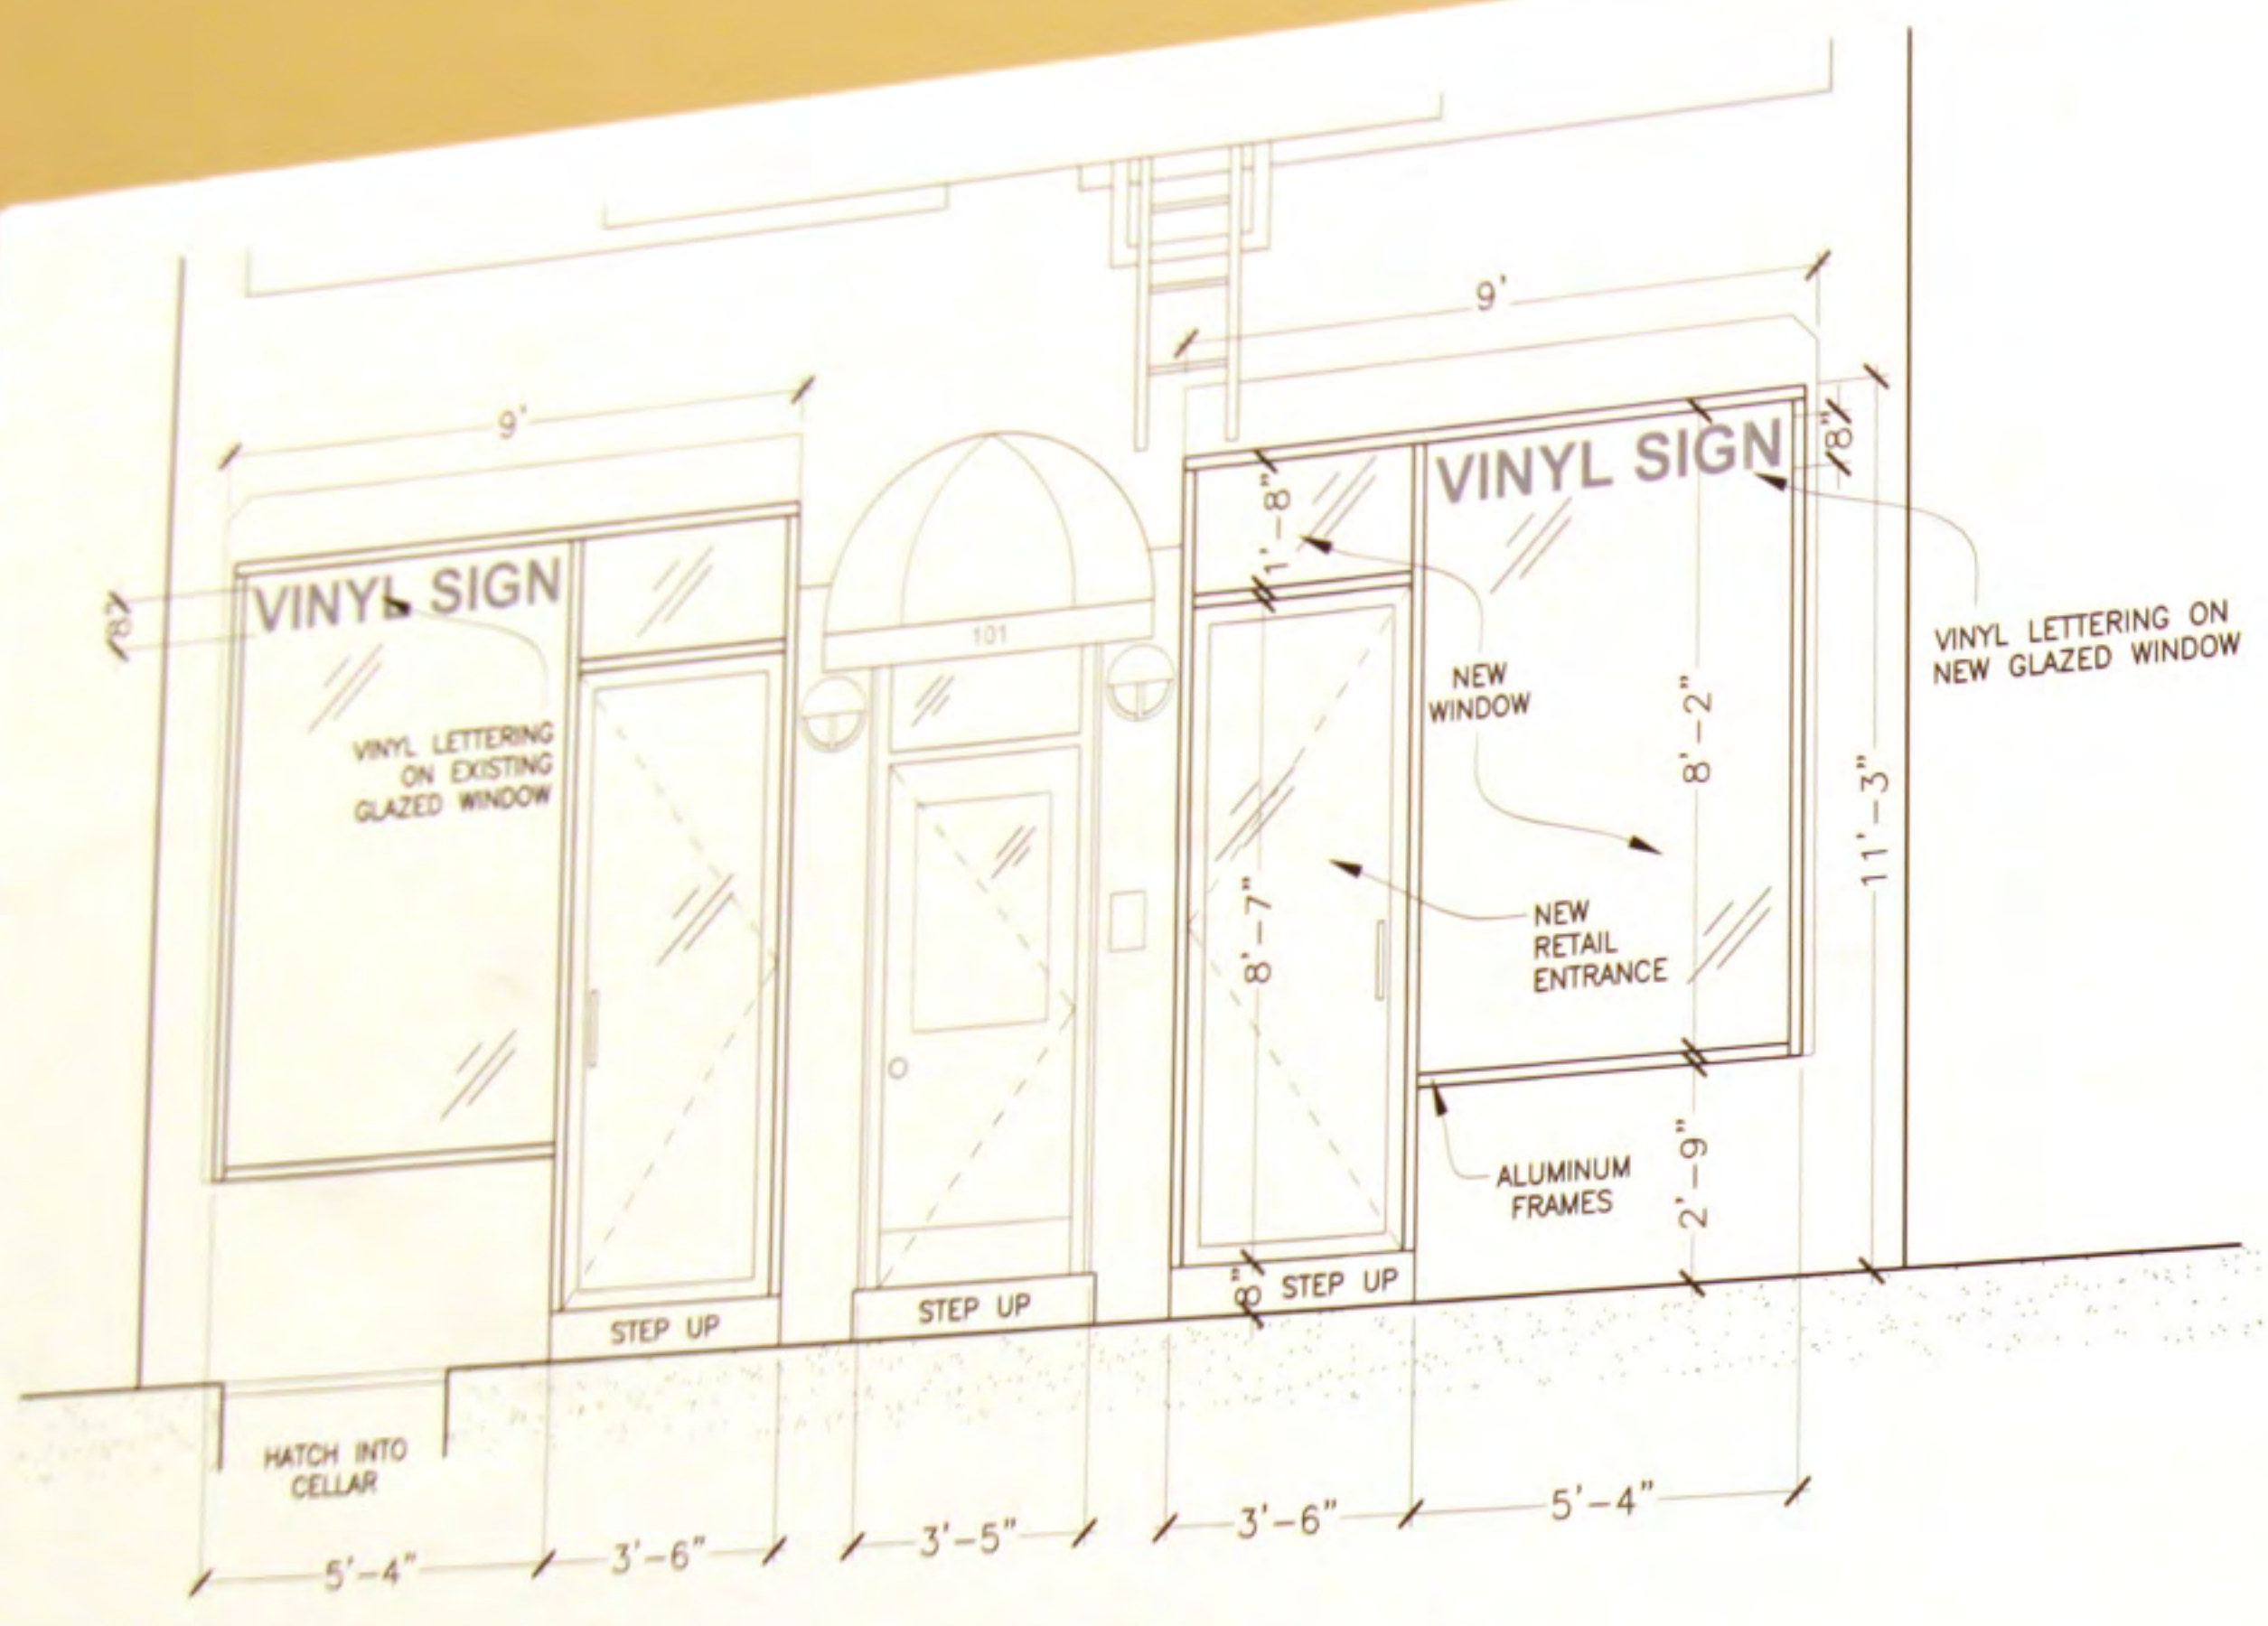 9'
9'
VINYL SIGN
8"
VINYL SIGN
8"
1'-8"
101
VINYL LETTERING ON
NEW GLAZED WINDOW
NEW
WINDOW
VINYL LETTERING
ON EXISTING
GLAZED WINDOW
8'-2"
11'-3"
8'-7"
NEW
RETAIL
ENTRANCE
ALUMINUM
FRAMES
2'-9"
8"
STEP UP
STEP UP
STEP UP
HATCH INTO
CELLAR
5'-4"
3'-6"
3'-5"
3'-6"
5'-4"